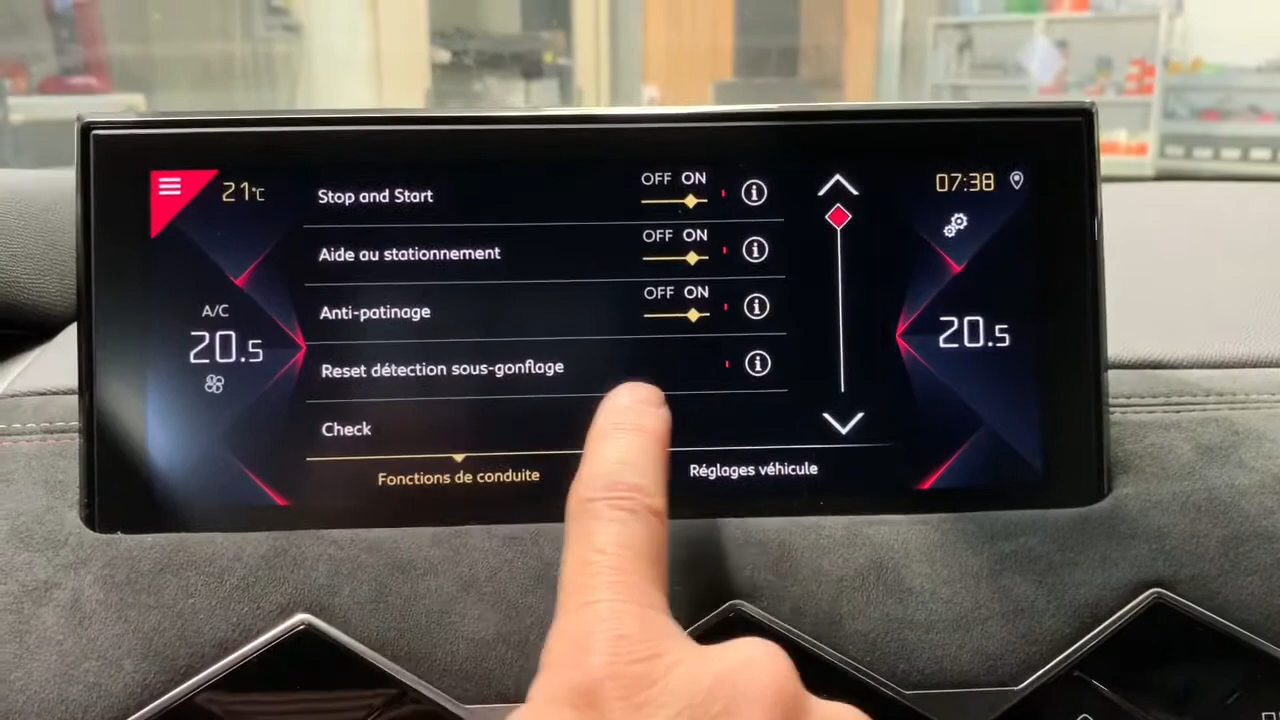 21°C
Stop and Start
OFF ON
Aide au stationnement
OFF ON
Anti-patinage
OFF ON
Reset détection sous-gonflage
Check
Fonctions de conduite
Réglages véhicule
A/C
20.5
07:38
20.5